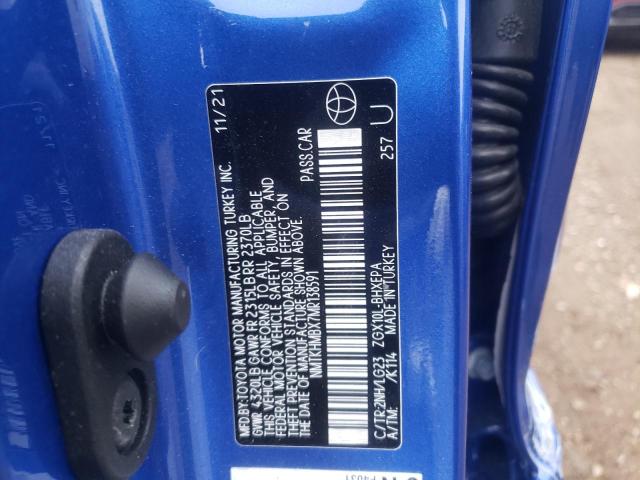 MFD.BY:TOYOTA MOTOR MANUFACTURING TURKEY INC. 11/21
GVWR 4320LB GAWR FR 2315LB RR 2370LB
THIS VEHICLE CONFORMS TO ALL APPLICABLE
FEDERAL MOTOR VEHICLE SAFETY, BUMPER, AND
THEFT PREVENTION STANDARDS IN EFFECT ON
THE DATE OF MANUFACTURE SHOWN ABOVE.
NMTKHMBX7MR138591 PASS.CAR
C/TR:2NH/LG23 ZGX10L-BHXEPA
A/TM: /K114 MADE IN TURKEY 257 U
F4031